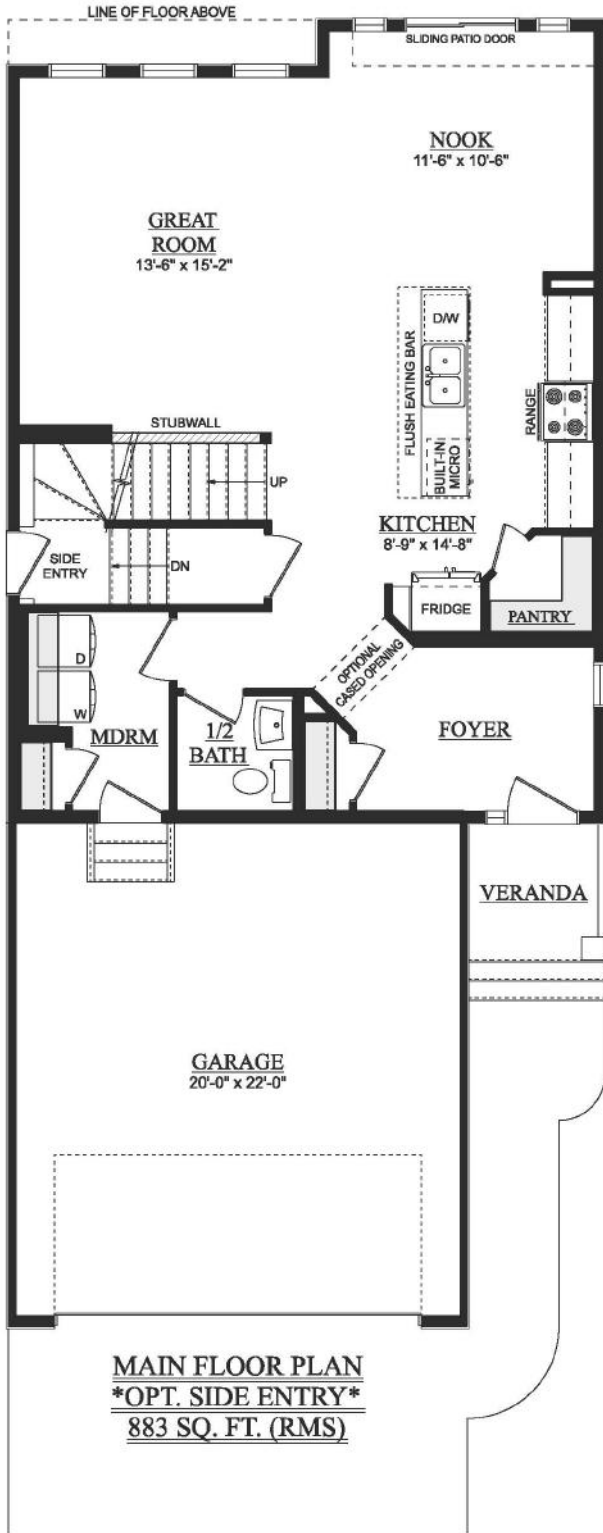 LINE OF FLOOR ABOVE
SLIDING PATIO DOOR
NOOK
11'-6" x 10'-6"
GREAT
ROOM
13'-6" x 15'-2"
D/W
FLUSH EATING BAR
RANGE
BUILT-IN
MICRO
STUBWALL
UP
KITCHEN
8'-9" x 14'-8"
SIDE
ENTRY
DN
FRIDGE
PANTRY
OPTIONAL
CASED OPENING
D
W
MDRM
1/2
BATH
FOYER
VERANDA
GARAGE
20'-0" x 22'-0"
MAIN FLOOR PLAN
*OPT. SIDE ENTRY*
883 SQ. FT. (RMS)